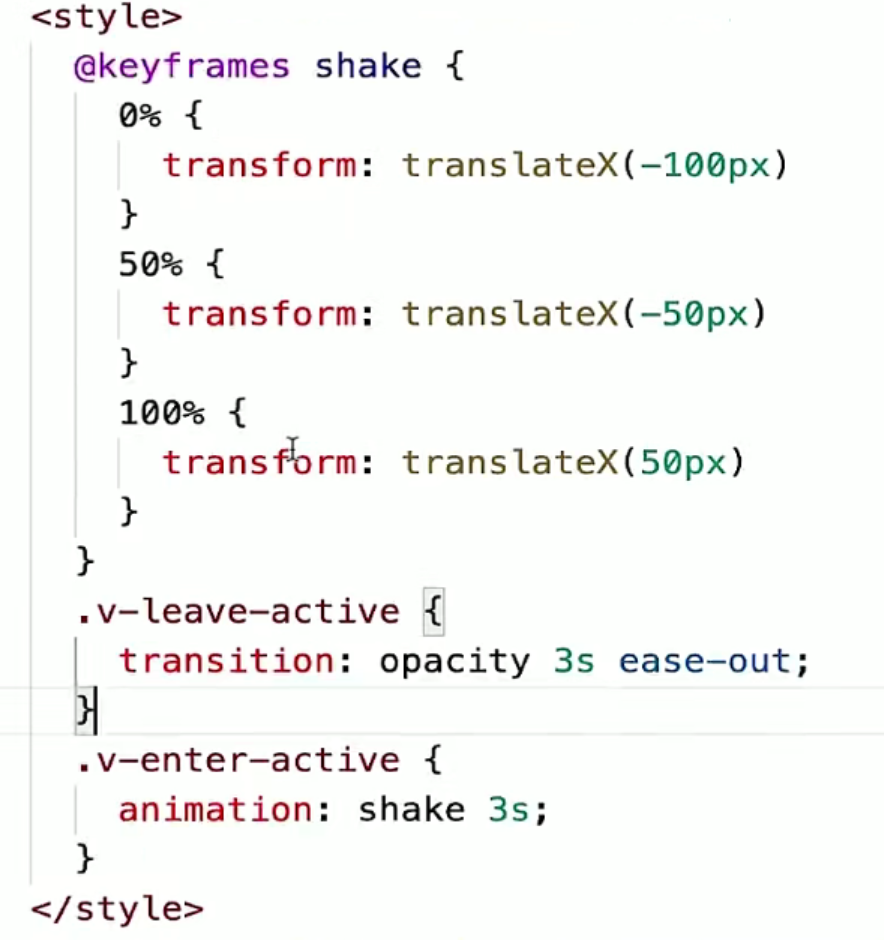 <style>
@keyframes shake {
0% {
transform: translateX(-100px)
}
50% {
transform: translateX(-50px)
}
100% {
transform: translateX(50px)
}
}
.v-leave-active {
transition: opacity 3s ease-out;
}
.v-enter-active {
animation: shake 3s;
}
</style>